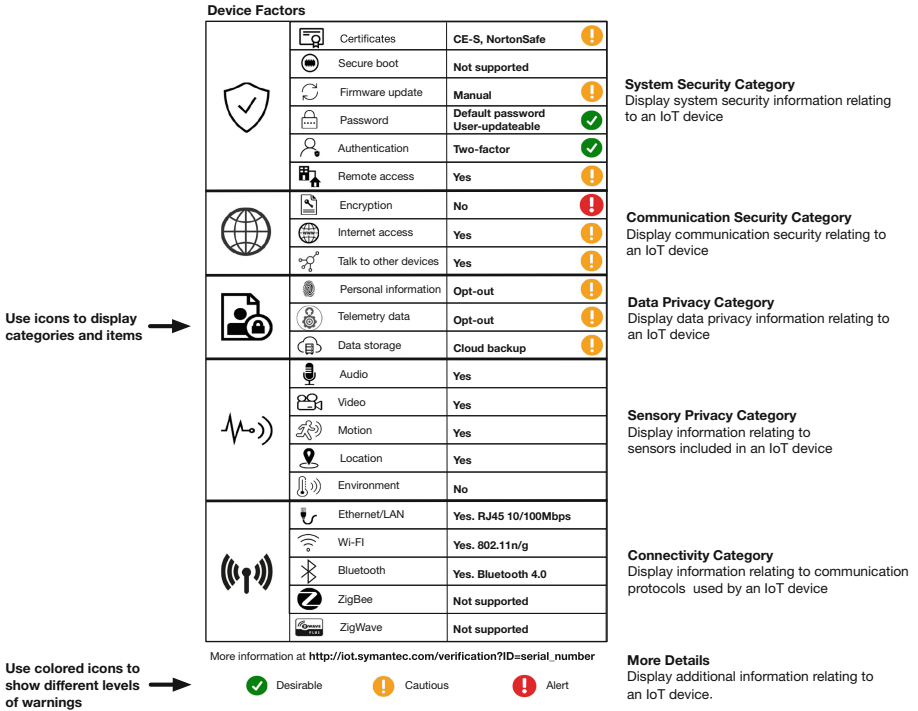 Device Factors
Certificates CE-S, NortonSafe
Secure boot Not supported
Firmware update Manual
Password Default password
User-updateable
Authentication Two-factor
Remote access Yes
System Security Category
Display system security information relating
to an IoT device
Encryption No
Internet access Yes
Talk to other devices Yes
Communication Security Category
Display communication security relating to
an IoT device
Use icons to display
categories and items
Personal information Opt-out
Telemetry data Opt-out
Data storage Cloud backup
Data Privacy Category
Display data privacy information relating to
an IoT device
Audio Yes
Video Yes
Motion Yes
Location Yes
Environment No
Sensory Privacy Category
Display information relating to
sensors included in an IoT device
Ethernet/LAN Yes. RJ45 10/100Mbps
Wi-FI Yes. 802.11n/g
Bluetooth Yes. Bluetooth 4.0
ZigBee Not supported
ZigWave Not supported
Connectivity Category
Display information relating to communication
protocols used by an IoT device
More information at http://iot.symantec.com/verification?ID=serial_number
Use colored icons to
show different levels
of warnings
Desirable Cautious Alert
More Details
Display additional information relating to
an IoT device.